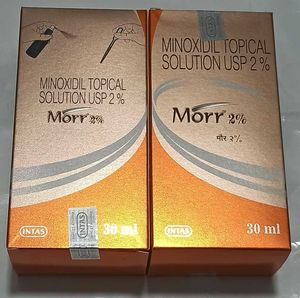 MINOXIDIL TOPICAL
SOLUTION USP 2%
Morr 2%
INTAS
30 ml
MINOXIDIL TOPICAL
SOLUTION USP 2%
Morr 2%
मौर २%
INTAS
30 ml